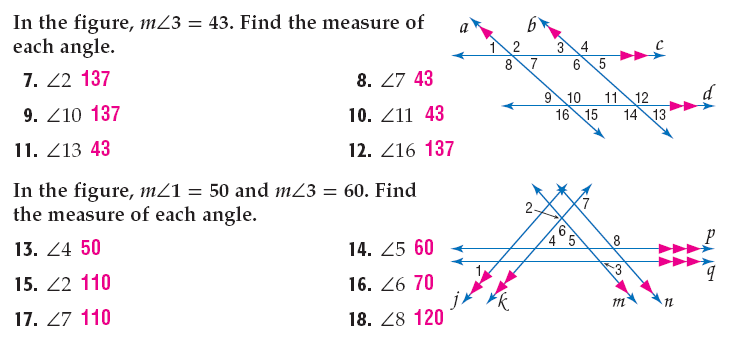 In the figure, m∠3 = 43. Find the measure of
each angle.
7. ∠2 137
8. ∠7 43
9. ∠10 137
10. ∠11 43
11. ∠13 43
12. ∠16 137
a b c d
1 2 3 4
8 7 6 5
9 10 11 12
16 15 14 13
In the figure, m∠1 = 50 and m∠3 = 60. Find
the measure of each angle.
13. ∠4 50
14. ∠5 60
15. ∠2 110
16. ∠6 70
17. ∠7 110
18. ∠8 120
2 7
6
4 5 8 p
1 3 q
j k m n